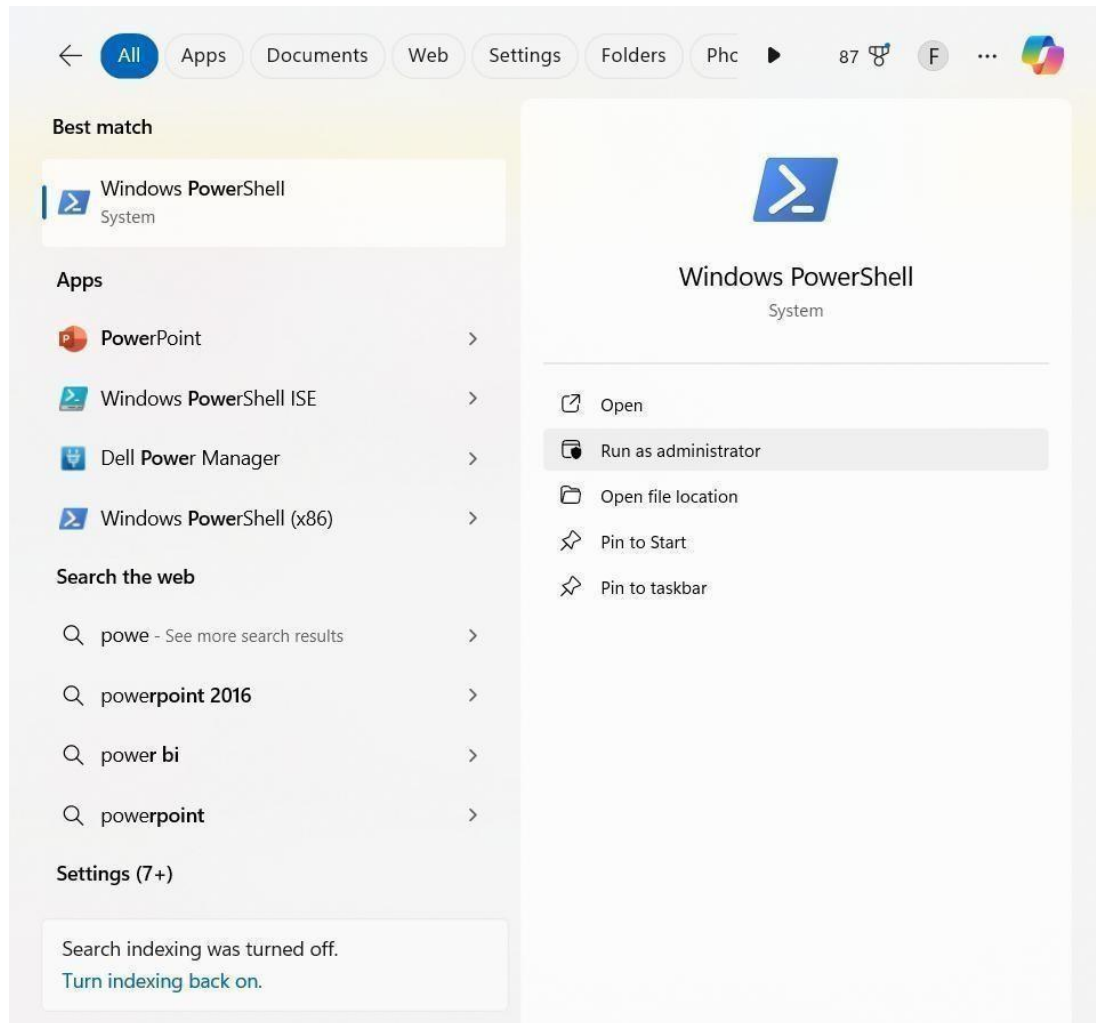 All Apps Documents Web Settings Folders Phc 87 F ...
Best match
Windows PowerShell
System
Apps
PowerPoint
Windows PowerShell ISE
Dell Power Manager
Windows PowerShell (x86)
Search the web
powe - See more search results
powerpoint 2016
power bi
powerpoint
Settings (7+)
Search indexing was turned off.
Turn indexing back on.
Windows PowerShell
System
Open
Run as administrator
Open file location
Pin to Start
Pin to taskbar